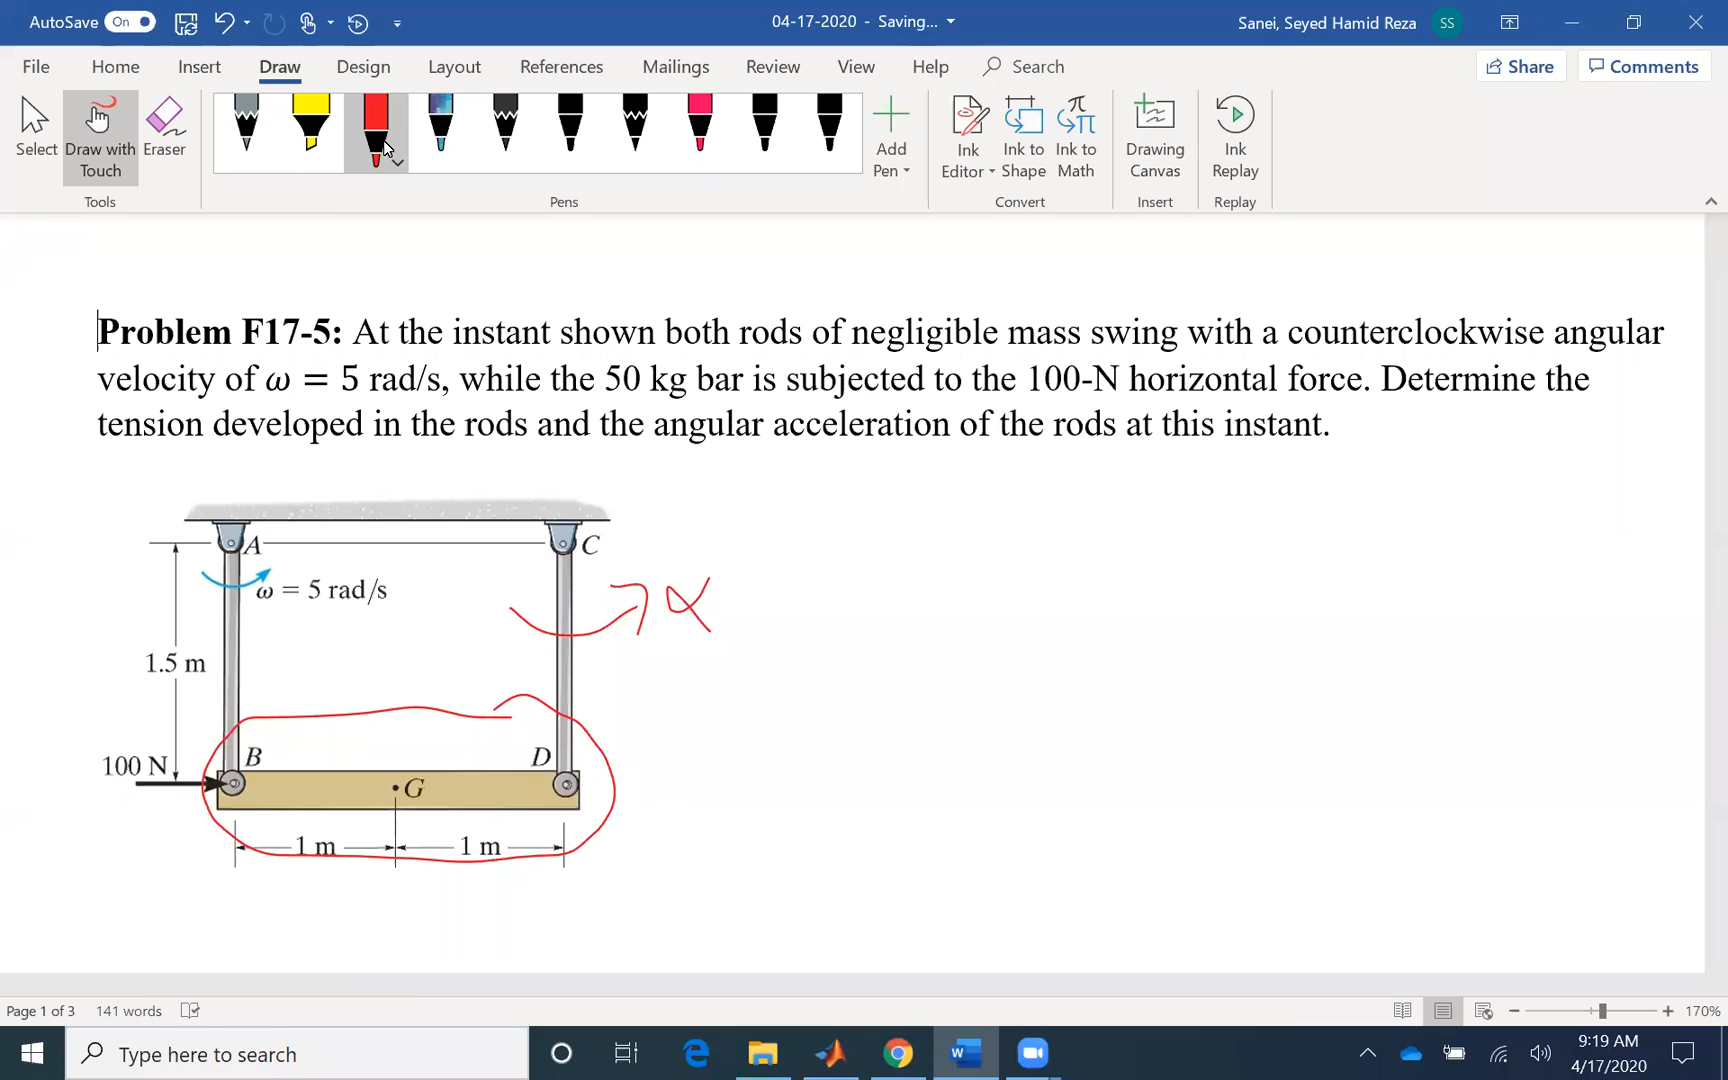 AutoSave On
04-17-2020 - Saving...
Sanei, Seyed Hamid Reza SS
File Home Insert Draw Design Layout References Mailings Review View Help Search Share Comments
Select Draw with Touch Eraser
Add Pen
Ink Editor Ink to Shape Ink to Math
Drawing Canvas
Ink Replay
Tools Pens Convert Insert Replay
Problem F17-5: At the instant shown both rods of negligible mass swing with a counterclockwise angular
velocity of ω = 5 rad/s, while the 50 kg bar is subjected to the 100-N horizontal force. Determine the
tension developed in the rods and the angular acceleration of the rods at this instant.
A C
ω = 5 rad/s
α
1.5 m
B D
100 N
G
1 m 1 m
Page 1 of 3 141 words
170%
Type here to search
9:19 AM
4/17/2020